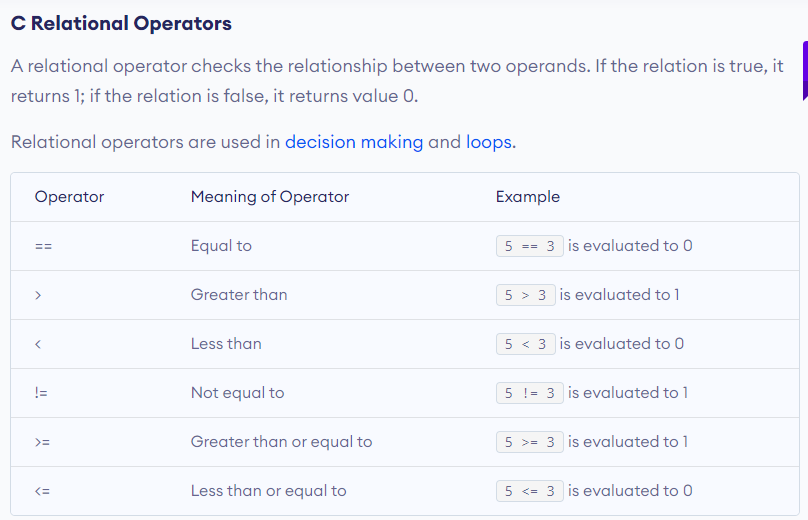 C Relational Operators
A relational operator checks the relationship between two operands. If the relation is true, it
returns 1; if the relation is false, it returns value 0.
Relational operators are used in decision making and loops.
Operator Meaning of Operator Example
== Equal to 5 == 3 is evaluated to 0
> Greater than 5 > 3 is evaluated to 1
< Less than 5 < 3 is evaluated to 0
!= Not equal to 5 != 3 is evaluated to 1
>= Greater than or equal to 5 >= 3 is evaluated to 1
<= Less than or equal to 5 <= 3 is evaluated to 0